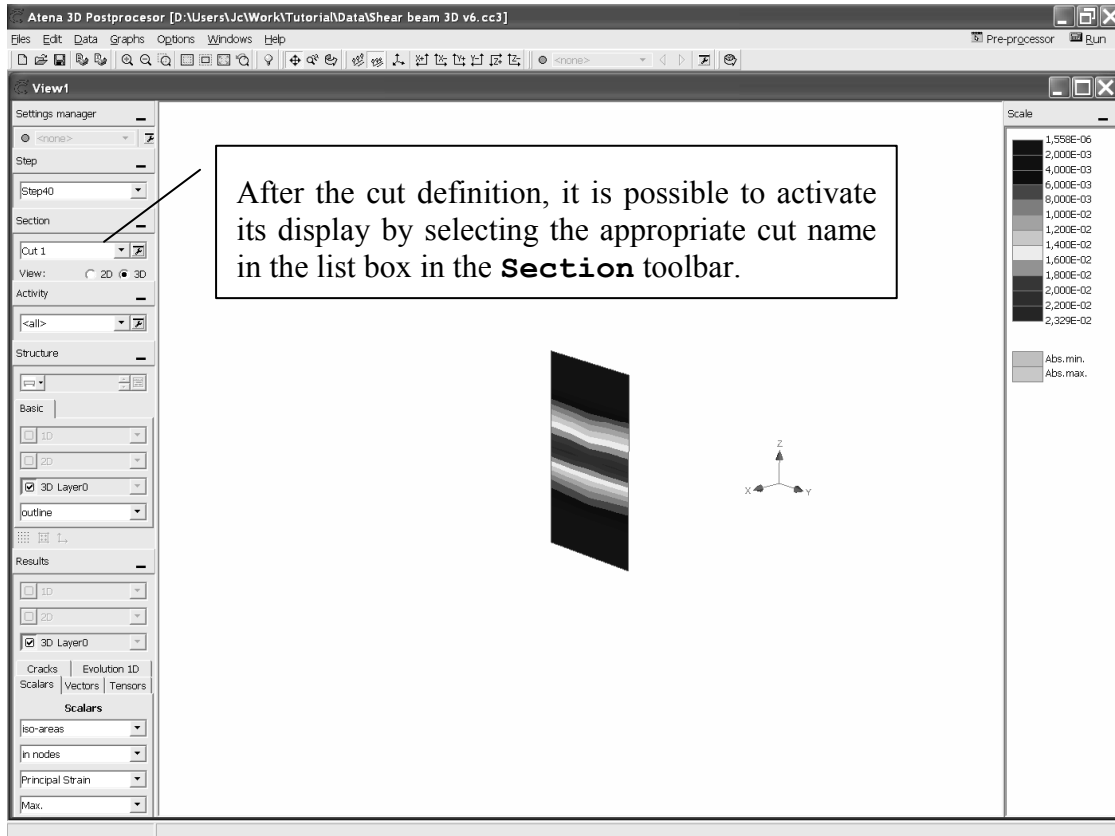 Atena 3D Postprocesor [D:\Users\Jc\Work\Tutorial\Data\Shear beam 3D v6.cc3]
Files Edit Data Graphs Options Windows Help
Pre-processor Run
<none>
View1
Settings manager
<none>
Step
Step40
Section
Cut 1
View: 2D 3D
Activity
<all>
Structure
Basic
1D
2D
3D Layer0
outline
Results
1D
2D
3D Layer0
Cracks Evolution 1D
Scalars Vectors Tensors
Scalars
iso-areas
in nodes
Principal Strain
Max.
After the cut definition, it is possible to activate
its display by selecting the appropriate cut name
in the list box in the Section toolbar.
Z
X
Y
Scale
1,558E-06
2,000E-03
4,000E-03
6,000E-03
8,000E-03
1,000E-02
1,200E-02
1,400E-02
1,600E-02
1,800E-02
2,000E-02
2,200E-02
2,329E-02
Abs.min.
Abs.max.